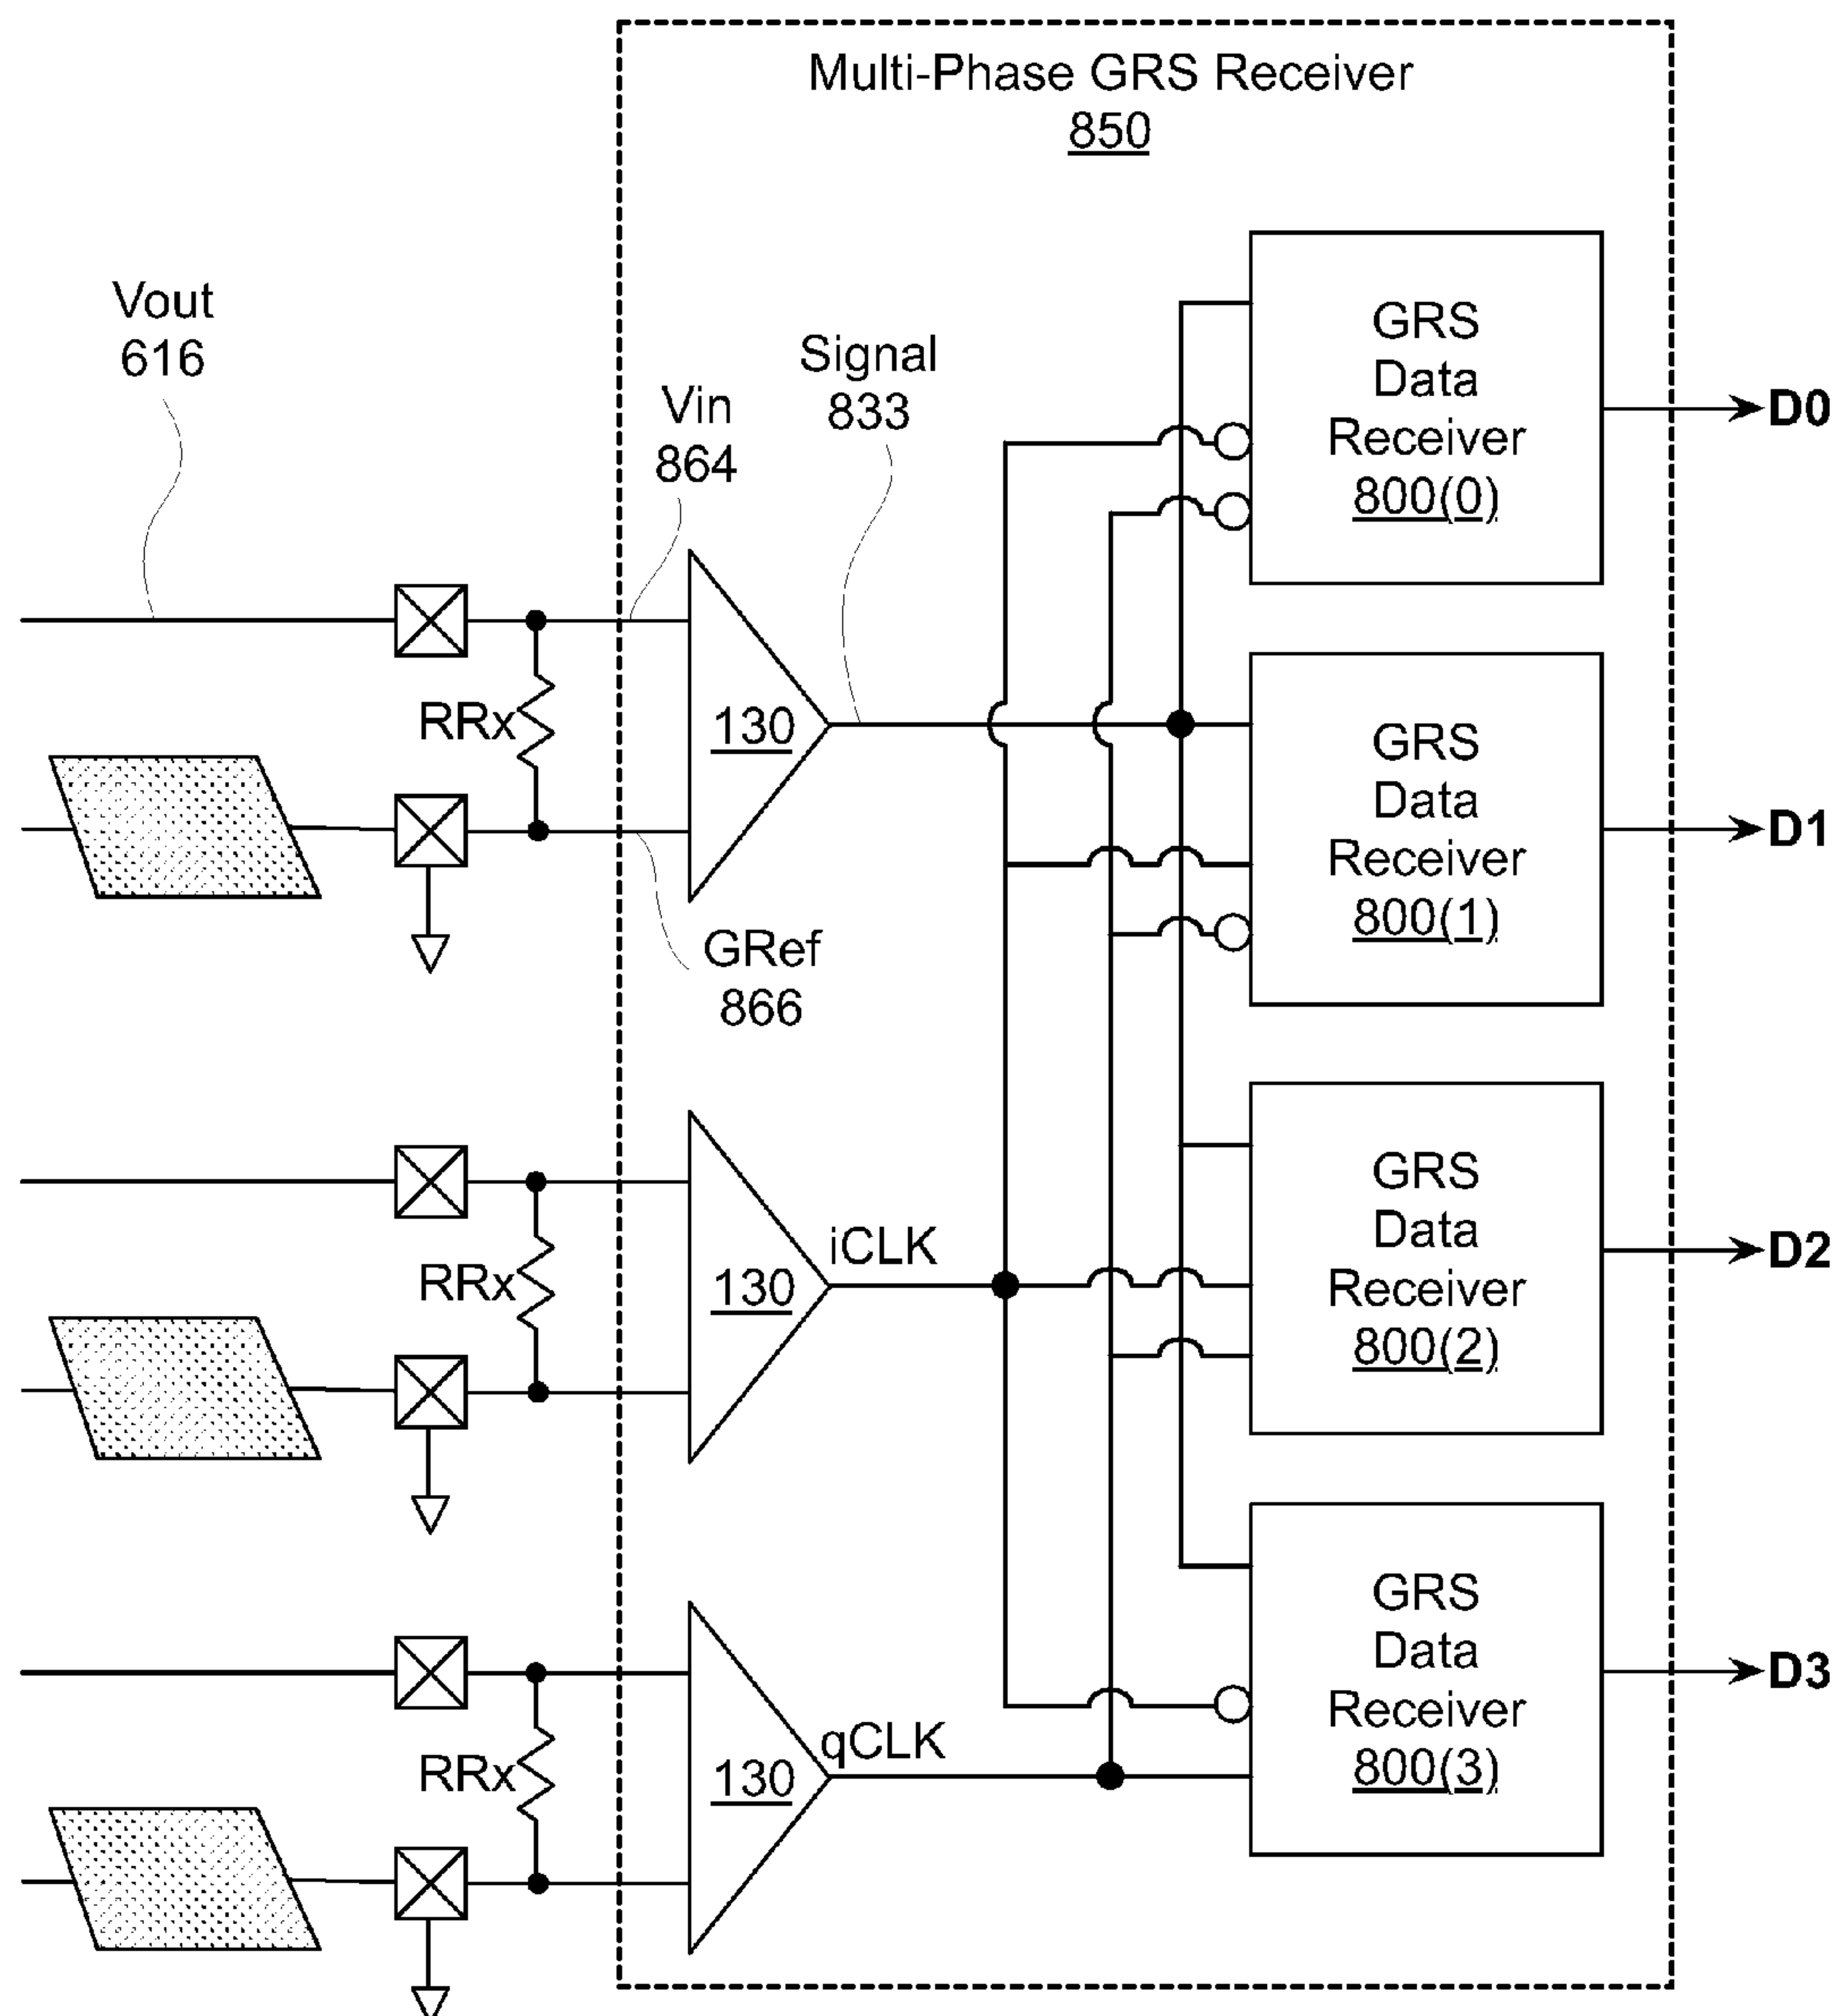 Multi-Phase GRS Receiver
850
Vout
616
Vin
864
Signal
833
RRx
130
GRef
866
iCLK
RRx
130
qCLK
RRx
130
GRS
Data
Receiver
800(0)
D0
GRS
Data
Receiver
800(1)
D1
GRS
Data
Receiver
800(2)
D2
GRS
Data
Receiver
800(3)
D3